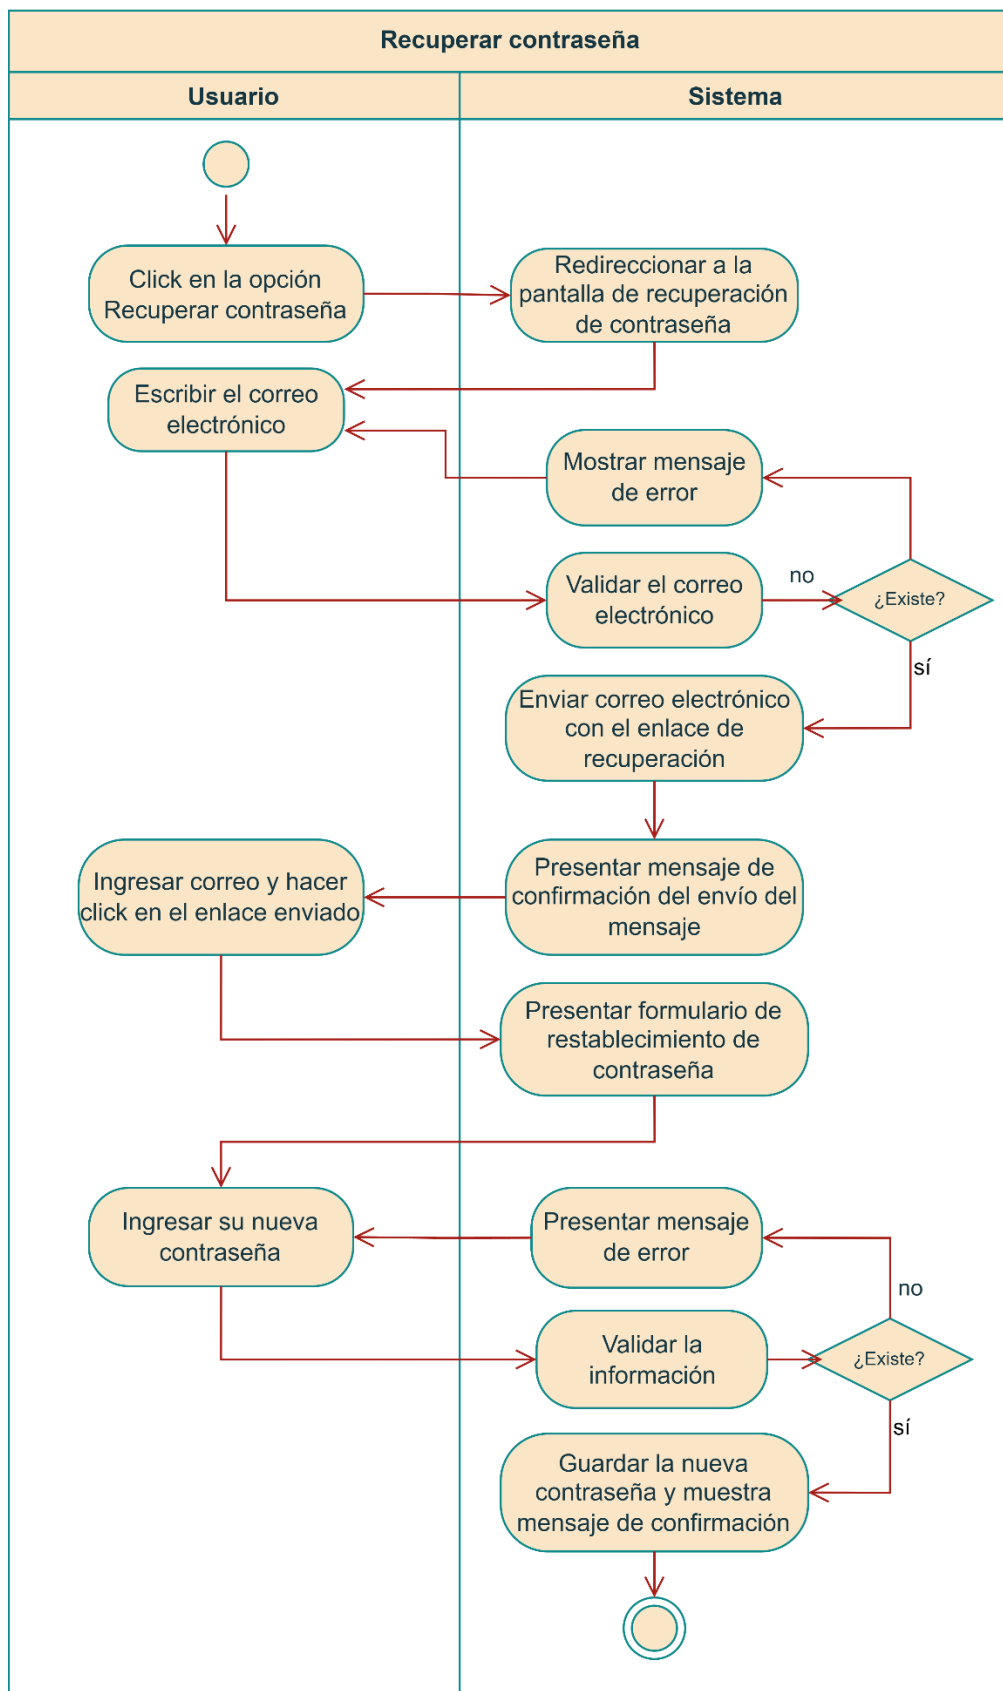 Recuperar contraseña
Usuario
Sistema
Click en la opción
Recuperar contraseña
Redireccionar a la
pantalla de recuperación
de contraseña
Escribir el correo
electrónico
Mostrar mensaje
de error
Validar el correo
electrónico
no
¿Existe?
sí
Enviar correo electrónico
con el enlace de
recuperación
Presentar mensaje de
confirmación del envío del
mensaje
Ingresar correo y hacer
click en el enlace enviado
Presentar formulario de
restablecimiento de
contraseña
Ingresar su nueva
contraseña
Presentar mensaje
de error
no
Validar la
información
¿Existe?
sí
Guardar la nueva
contraseña y muestra
mensaje de confirmación